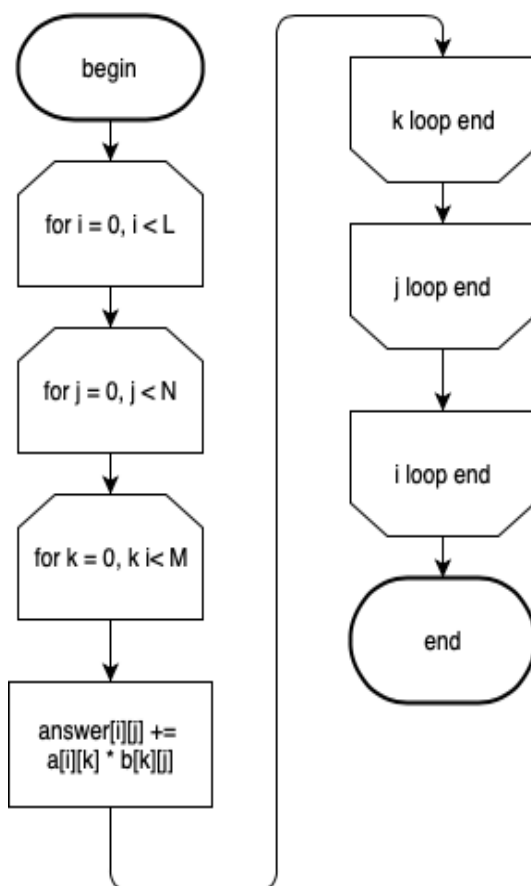 begin
for i = 0, i < L
for j = 0, j < N
for k = 0, k i< M
answer[i][j] +=
a[i][k] * b[k][j]
k loop end
j loop end
i loop end
end